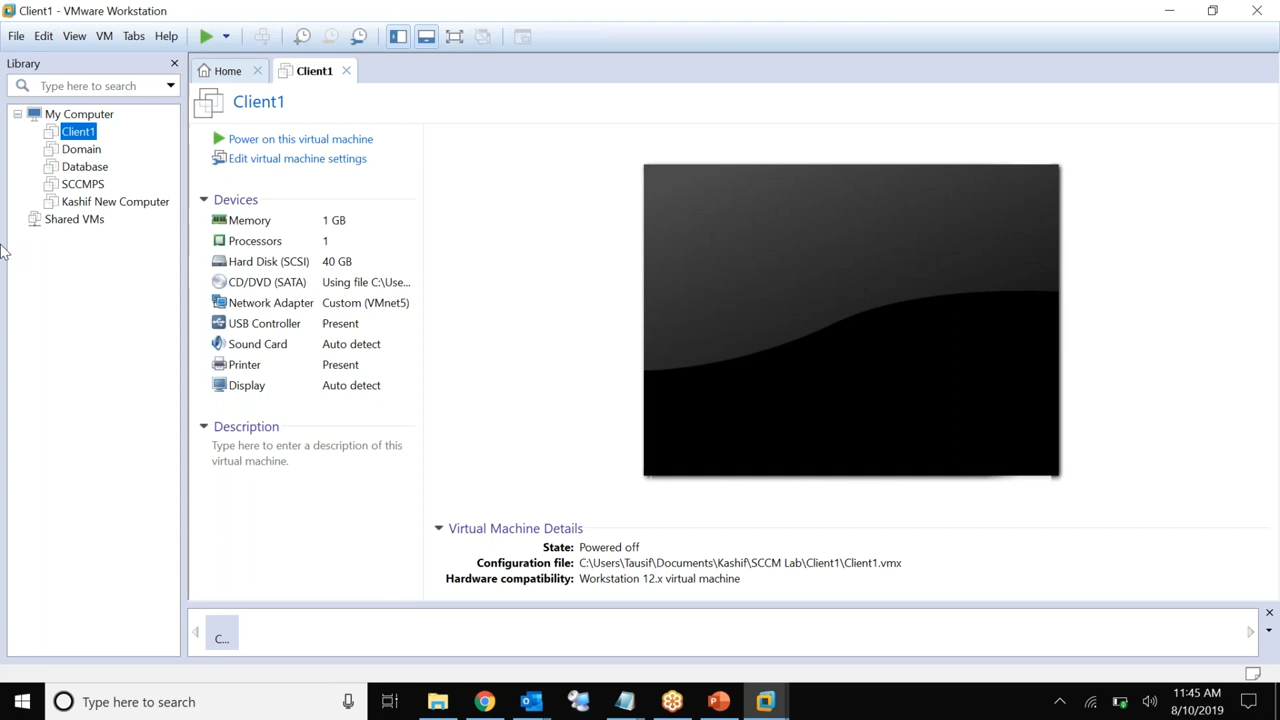 Client1 - VMware Workstation
File Edit View VM Tabs Help
Library
Type here to search
My Computer
Client1
Domain
Database
SCCMPS
Kashif New Computer
Shared VMs
Home
Client1
Client1
Power on this virtual machine
Edit virtual machine settings
Devices
Memory 1 GB
Processors 1
Hard Disk (SCSI) 40 GB
CD/DVD (SATA) Using file C:\Use...
Network Adapter Custom (VMnet5)
USB Controller Present
Sound Card Auto detect
Printer Present
Display Auto detect
Description
Type here to enter a description of this
virtual machine.
Virtual Machine Details
State: Powered off
Configuration file: C:\Users\Tausif\Documents\Kashif\SCCM Lab\Client1\Client1.vmx
Hardware compatibility: Workstation 12.x virtual machine
C...
Type here to search
11:45 AM
8/10/2019